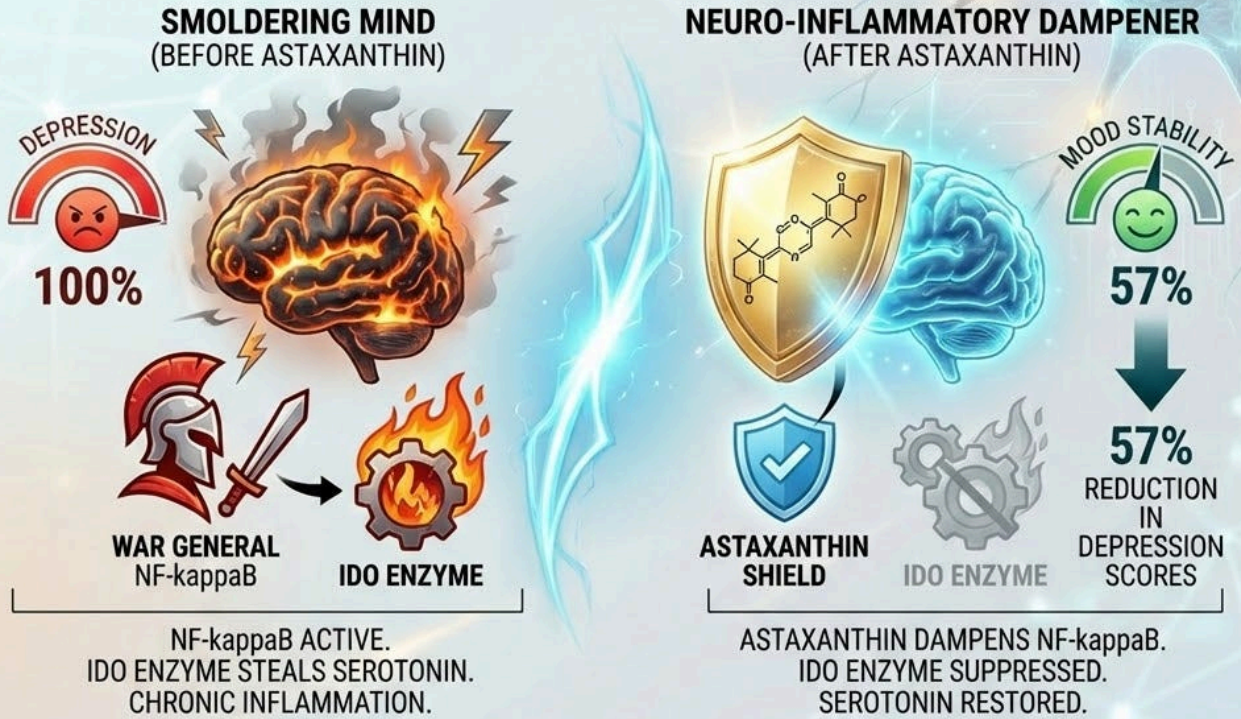 SMOLDERING MIND
(BEFORE ASTAXANTHIN)
DEPRESSION
100%
WAR GENERAL
NF-kappaB
IDO ENZYME
NF-kappaB ACTIVE.
IDO ENZYME STEALS SEROTONIN.
CHRONIC INFLAMMATION.
NEURO-INFLAMMATORY DAMPENER
(AFTER ASTAXANTHIN)
O
O
O
C
n
O
MOOD STABILITY
57%
57%
REDUCTION
IN
DEPRESSION
SCORES
ASTAXANTHIN
SHIELD
IDO ENZYME
ASTAXANTHIN DAMPENS NF-kappaB.
IDO ENZYME SUPPRESSED.
SEROTONIN RESTORED.